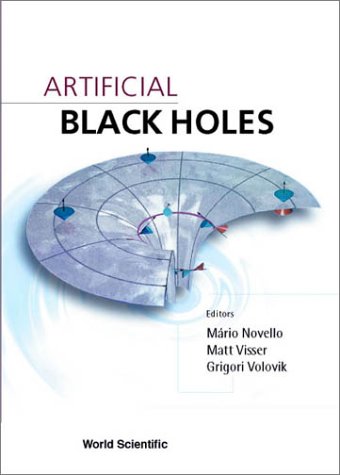 ARTIFICIAL
BLACK HOLES
Editors
Mário Novello
Matt Visser
Grigori Volovik
World Scientific